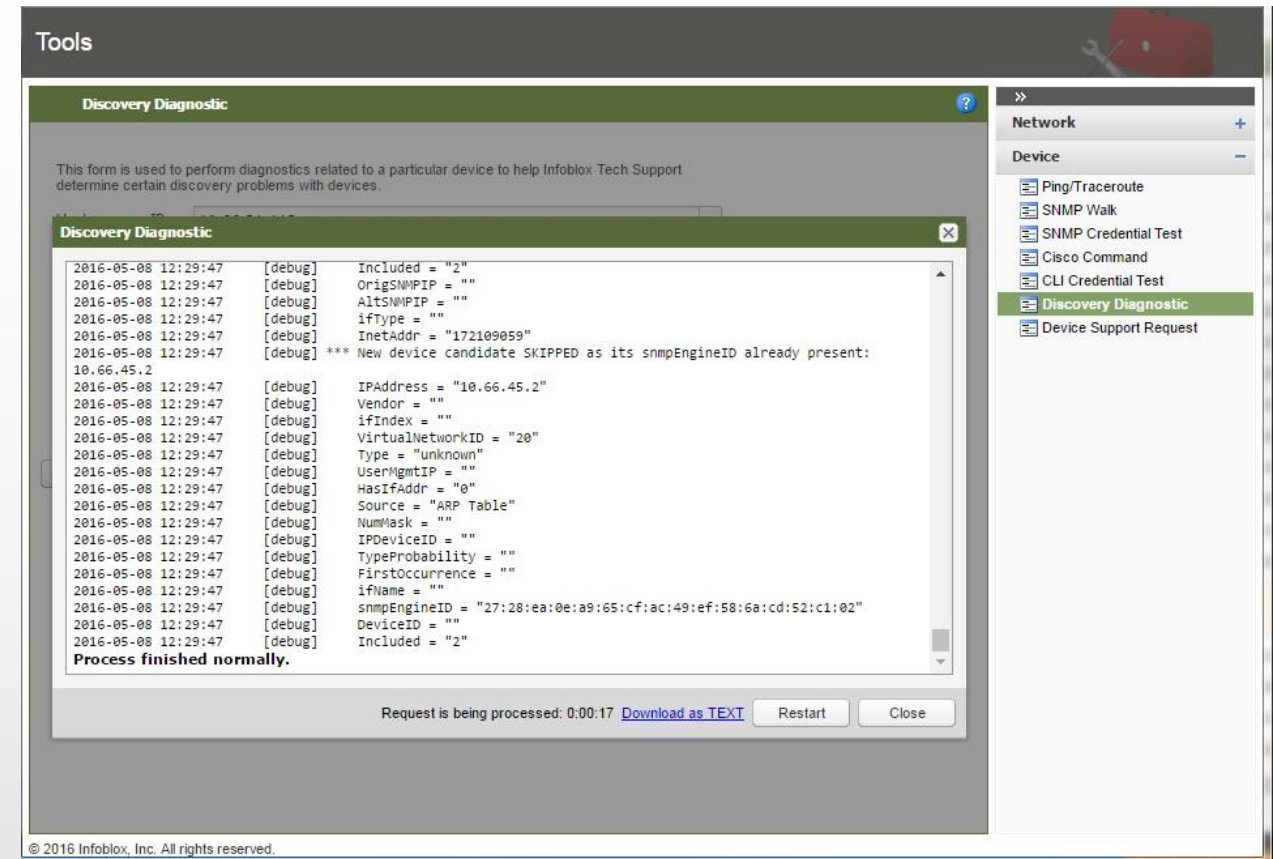 Tools
Discovery Diagnostic
This form is used to perform diagnostics related to a particular device to help Infoblox Tech Support
determine certain discovery problems with devices.
Discovery Diagnostic
2016-05-08 12:29:47 [debug] Included = "2"
2016-05-08 12:29:47 [debug] OrigSNMPIP = ""
2016-05-08 12:29:47 [debug] AltSNMPIP = ""
2016-05-08 12:29:47 [debug] ifType = ""
2016-05-08 12:29:47 [debug] InetAddr = "172109059"
2016-05-08 12:29:47 [debug] *** New device candidate SKIPPED as its snmpEngineID already present:
10.66.45.2
2016-05-08 12:29:47 [debug] IPAddress = "10.66.45.2"
2016-05-08 12:29:47 [debug] Vendor = ""
2016-05-08 12:29:47 [debug] ifIndex = ""
2016-05-08 12:29:47 [debug] VirtualNetworkID = "20"
2016-05-08 12:29:47 [debug] Type = "unknown"
2016-05-08 12:29:47 [debug] UserMgmtIP = ""
2016-05-08 12:29:47 [debug] HasIfAddr = "0"
2016-05-08 12:29:47 [debug] Source = "ARP Table"
2016-05-08 12:29:47 [debug] NumMask = ""
2016-05-08 12:29:47 [debug] IPDeviceID = ""
2016-05-08 12:29:47 [debug] TypeProbability = ""
2016-05-08 12:29:47 [debug] FirstOccurrence = ""
2016-05-08 12:29:47 [debug] ifName = ""
2016-05-08 12:29:47 [debug] snmpEngineID = "27:28:ea:0e:a9:65:cf:ac:49:ef:58:6a:cd:52:c1:02"
2016-05-08 12:29:47 [debug] DeviceID = ""
2016-05-08 12:29:47 [debug] Included = "2"
Process finished normally.
Request is being processed: 0:00:17 Download as TEXT Restart Close
Network
Device
Ping/Traceroute
SNMP Walk
SNMP Credential Test
Cisco Command
CLI Credential Test
Discovery Diagnostic
Device Support Request
© 2016 Infoblox, Inc. All rights reserved.